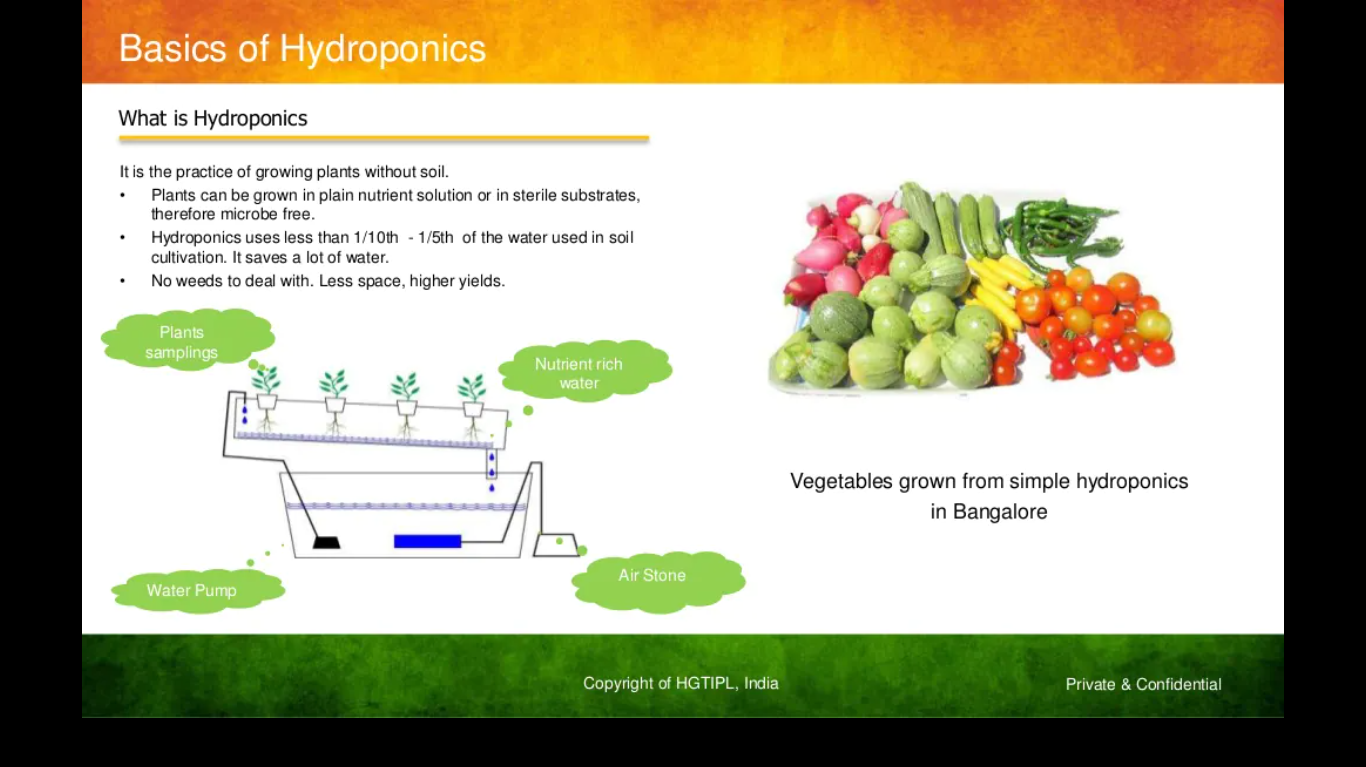 Basics of Hydroponics
What is Hydroponics
It is the practice of growing plants without soil.
• Plants can be grown in plain nutrient solution or in sterile substrates,
therefore microbe free.
• Hydroponics uses less than 1/10th - 1/5th of the water used in soil
cultivation. It saves a lot of water.
• No weeds to deal with. Less space, higher yields.
Plants
samplings
Nutrient rich
water
Water Pump
Air Stone
Vegetables grown from simple hydroponics
in Bangalore
Copyright of HGTIPL, India
Private & Confidential